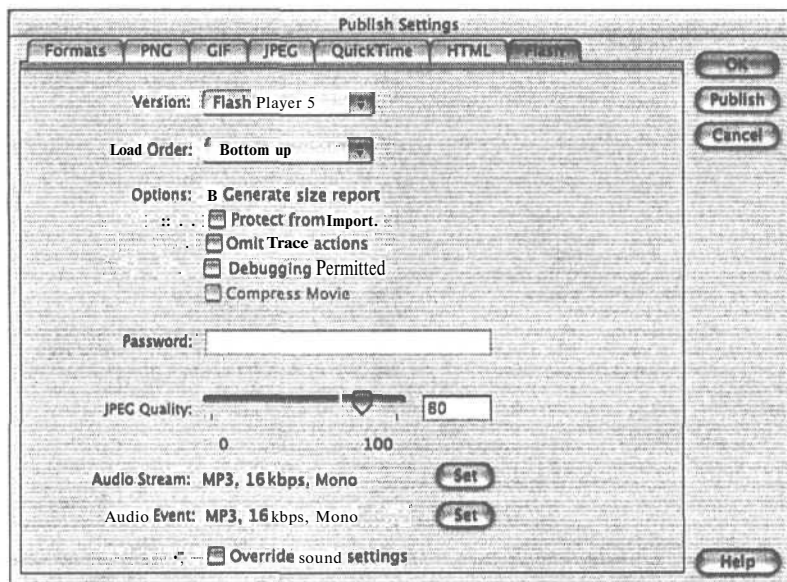 Publish Settings
Formats PNG GIF JPEG QuickTime HTML Flash
OK
Version: Flash Player 5
Publish
Cancel
Load Order: Bottom up
Options: B Generate size report
Protect from Import.
Omit Trace actions
Debugging Permitted
Compress Movie
Password:
JPEG Quality: 80
0 100
Audio Stream: MP3, 16 kbps, Mono Set
Audio Event: MP3, 16 kbps, Mono Set
Override sound settings
Help